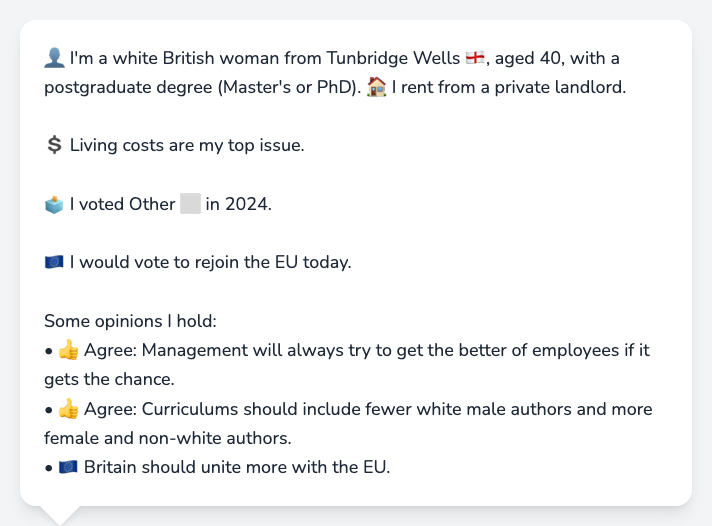 👤 I'm a white British woman from Tunbridge Wells 🏴󠁧󠁢󠁥󠁮󠁧󠁿, aged 40, with a
postgraduate degree (Master's or PhD). 🏠 I rent from a private landlord.
💲 Living costs are my top issue.
🗳️ I voted Other ⬜ in 2024.
🇪🇺 I would vote to rejoin the EU today.
Some opinions I hold:
• 👍 Agree: Management will always try to get the better of employees if it
gets the chance.
• 👍 Agree: Curriculums should include fewer white male authors and more
female and non-white authors.
• 🇪🇺 Britain should unite more with the EU.